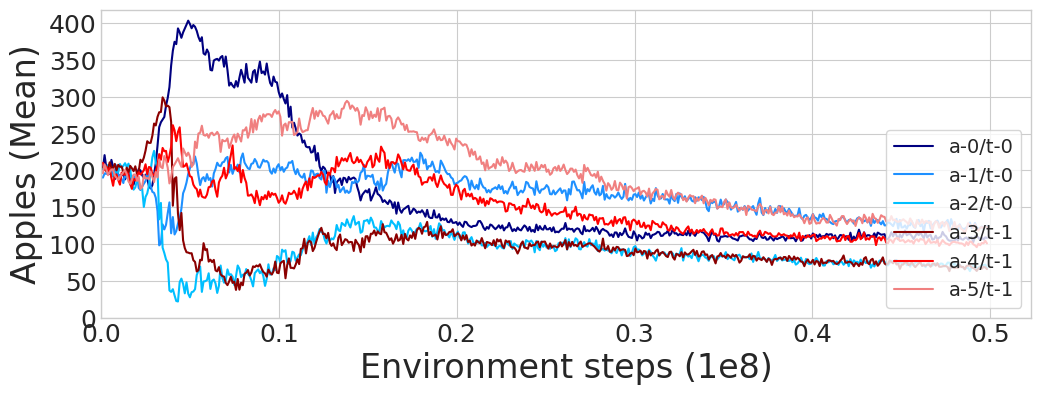 Apples (Mean)
400
350
300
250
200
150
100
50
0
0.0
0.1
0.2
0.3
0.4
0.5
Environment steps (1e8)
a-0/t-0
a-1/t-0
a-2/t-0
a-3/t-1
a-4/t-1
a-5/t-1